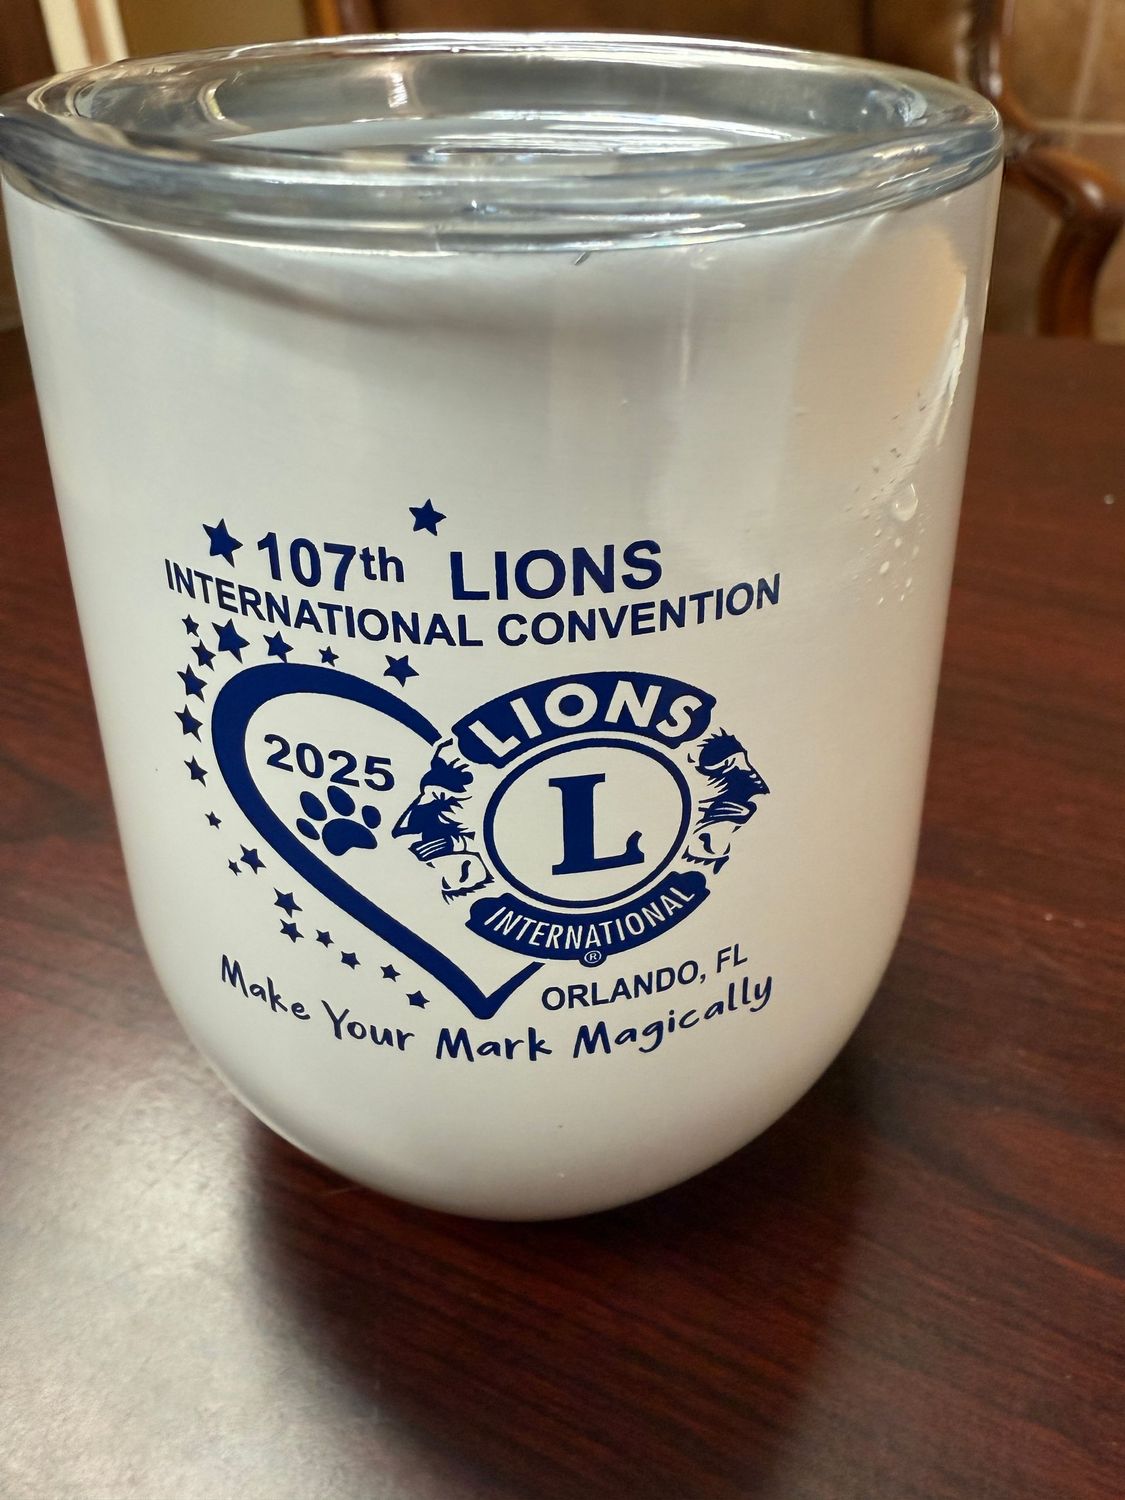 107th LIONS
INTERNATIONAL CONVENTION
2025
LIONS
L
INTERNATIONAL
®
ORLANDO, FL
Make Your Mark Magically